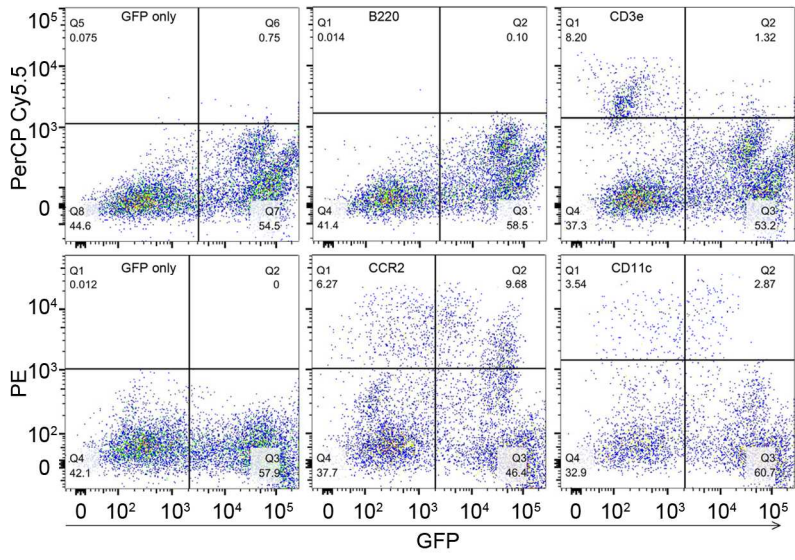 GFP only
Q5
0.075
Q6
0.75
Q8
44.6
Q7
54.5
B220
Q1
0.014
Q2
0.10
Q4
41.4
Q3
58.5
CD3e
Q1
8.20
Q2
1.32
Q4
37.3
Q3
53.2
10⁵
10⁴
10³
0
PerCP Cy5.5
GFP only
Q1
0.012
Q2
0
Q4
42.1
Q3
57.9
CCR2
Q1
6.27
Q2
9.68
Q4
37.7
Q3
46.4
CD11c
Q1
3.54
Q2
2.87
Q4
32.9
Q3
60.7
10⁴
10³
10²
0
PE
0 10² 10³ 10⁴ 10⁵
0 10² 10³ 10⁴ 10⁵
0 10² 10³ 10⁴ 10⁵
GFP